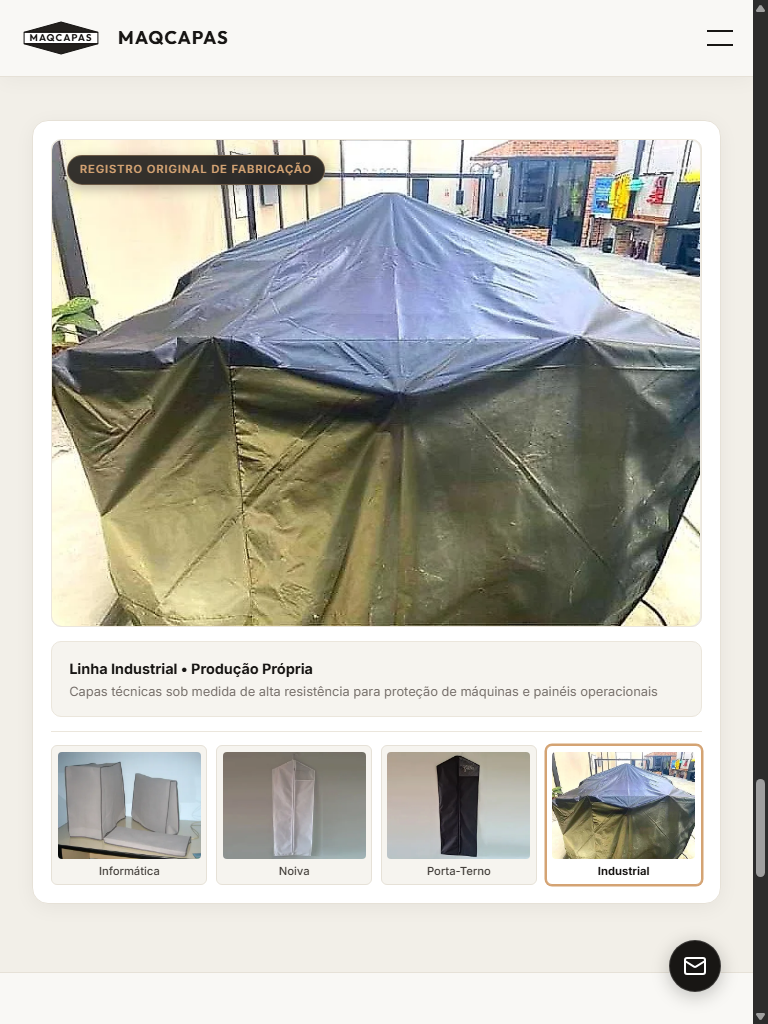 MAQCAPAS
MAQCAPAS
REGISTRO ORIGINAL DE FABRICAÇÃO
Linha Industrial • Produção Própria
Capas técnicas sob medida de alta resistência para proteção de máquinas e painéis operacionais
Informática
Noiva
Porta-Terno
Industrial